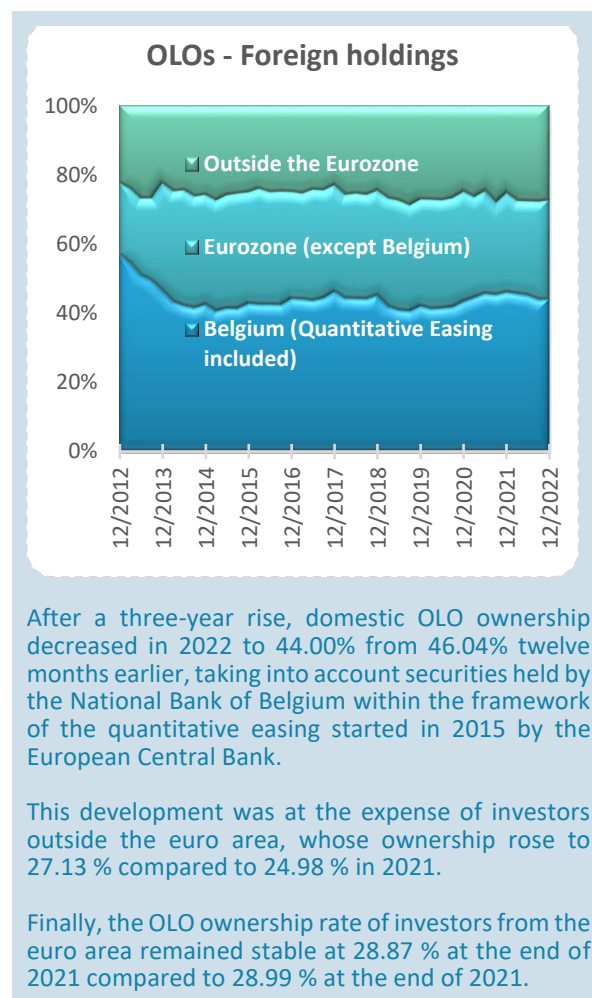 OLOs - Foreign holdings
100%
80%
60%
40%
20%
0%
Outside the Eurozone
Eurozone (except Belgium)
Belgium (Quantitative Easing
included)
12/2012
12/2013
12/2014
12/2015
12/2016
12/2017
12/2018
12/2019
12/2020
12/2021
12/2022
After a three-year rise, domestic OLO ownership
decreased in 2022 to 44.00% from 46.04% twelve
months earlier, taking into account securities held by
the National Bank of Belgium within the framework
of the quantitative easing started in 2015 by the
European Central Bank.
This development was at the expense of investors
outside the euro area, whose ownership rose to
27.13 % compared to 24.98 % in 2021.
Finally, the OLO ownership rate of investors from the
euro area remained stable at 28.87 % at the end of
2021 compared to 28.99 % at the end of 2021.